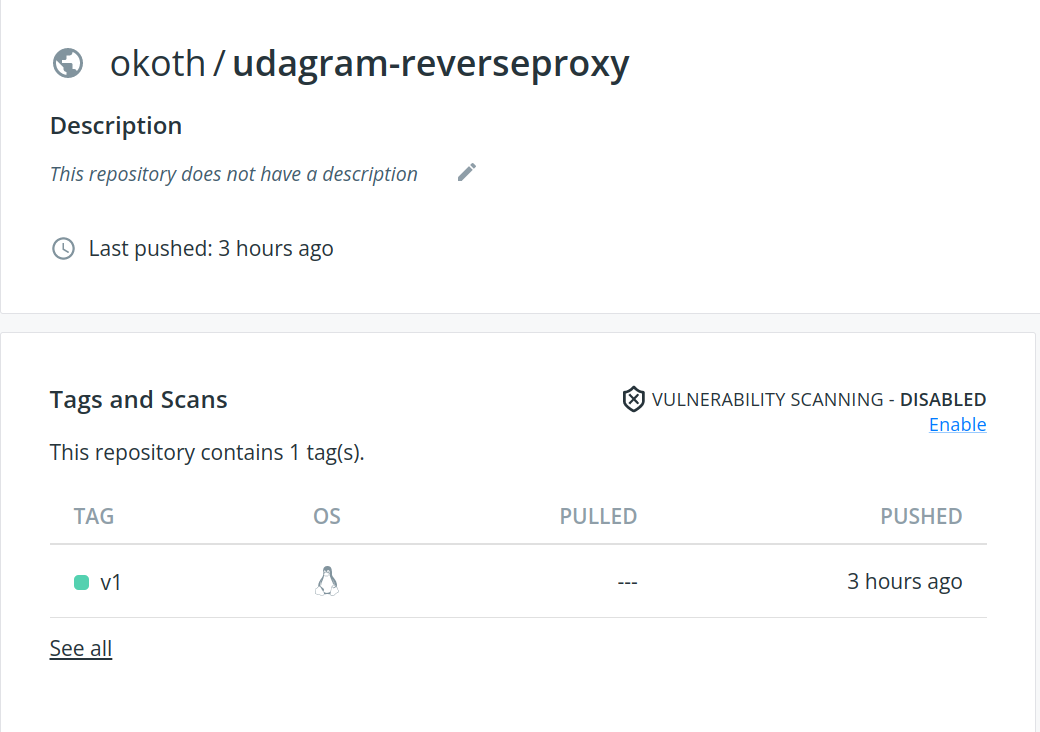 okoth / udagram-reverseproxy
Description
This repository does not have a description
Last pushed: 3 hours ago
Tags and Scans
VULNERABILITY SCANNING - DISABLED
Enable
This repository contains 1 tag(s).
TAG OS PULLED PUSHED
v1 --- 3 hours ago
See all